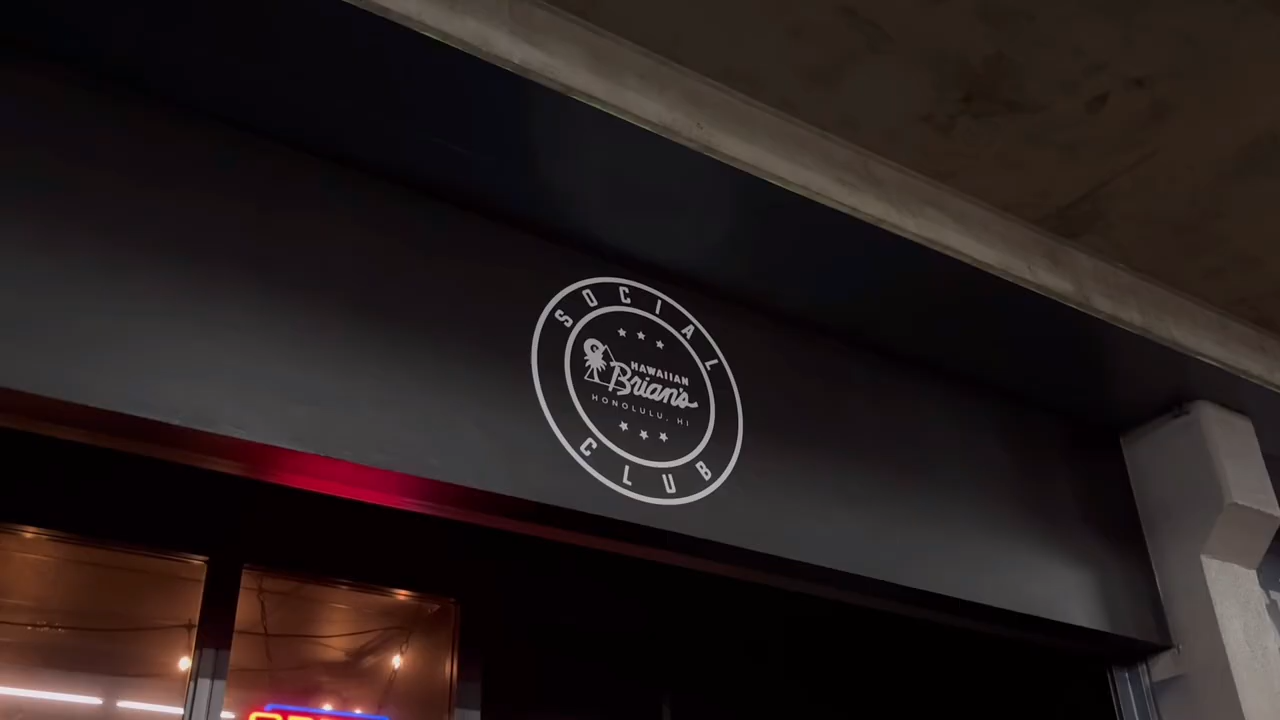 SOCIAL
HAWAIIAN
Brian's
HONOLULU, HI
CLUB